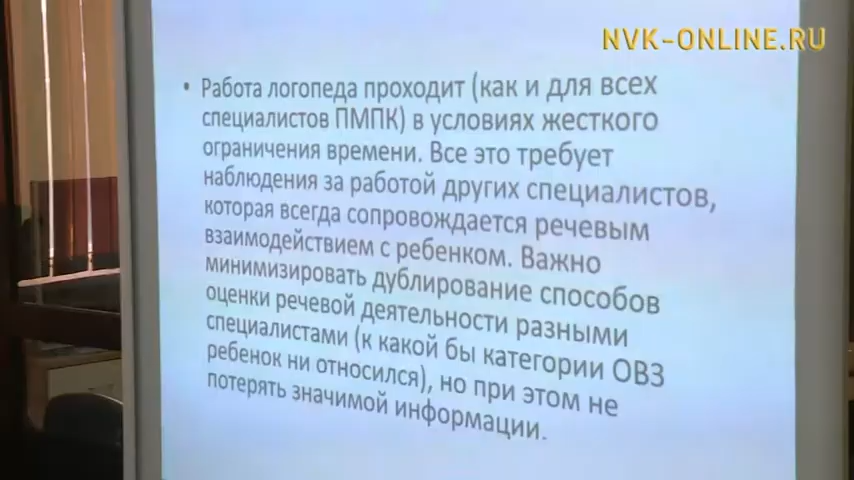 NVK-ONLINE.RU
• Работа логопеда проходит (как и для всех
специалистов ПМПК) в условиях жесткого
ограничения времени. Все это требует
наблюдения за работой других специалистов,
которая всегда сопровождается речевым
взаимодействием с ребенком. Важно
минимизировать дублирование способов
оценки речевой деятельности разными
специалистами (к какой бы категории ОВЗ
ребенок ни относился), но при этом не
потерять значимой информации.